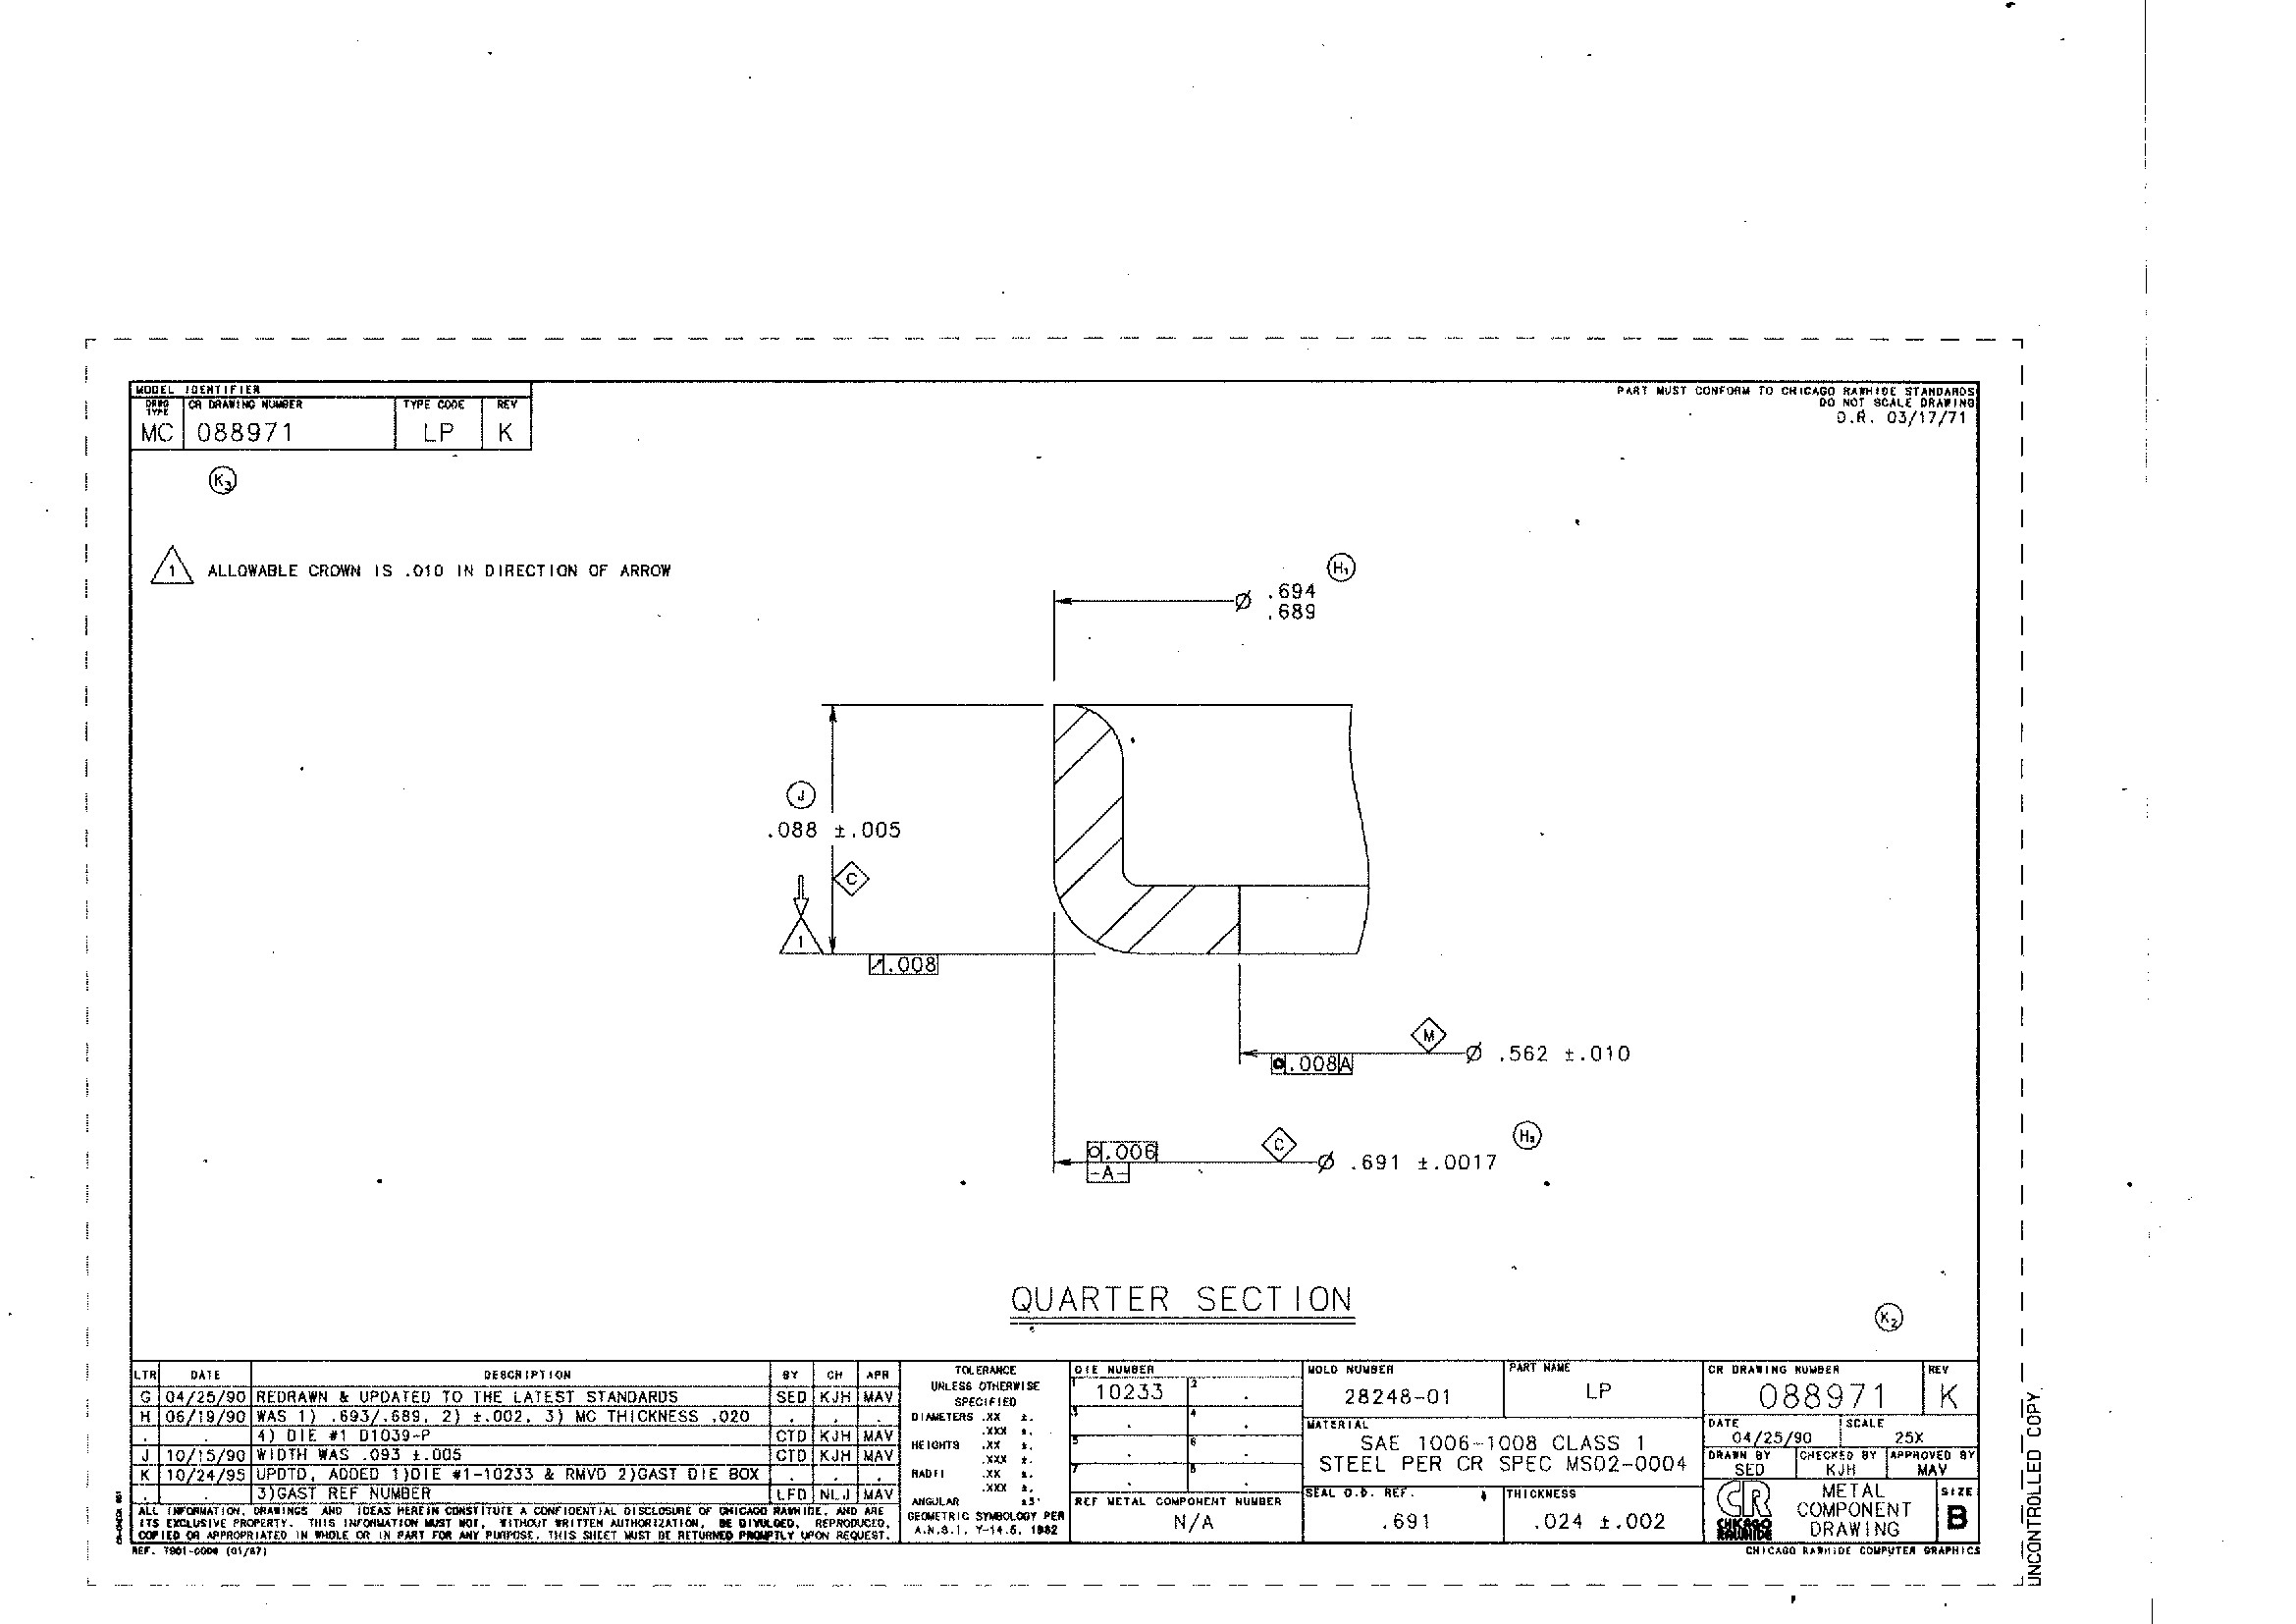 MODEL IDENTIFIER
DRWG TYPE CR DRAWING NUMBER TYPE CODE REV
MC 088971 LP K
PART MUST CONFORM TO CHICAGO RAWHIDE STANDARDS
DO NOT SCALE DRAWING
D.R. 03/17/71
K3
1 ALLOWABLE CROWN IS .010 IN DIRECTION OF ARROW
H1
Ø .694
.689
J
.088 ±.005
C
1
.008
M
Ø .562 ±.010
.008 A
H2
C
.006
-A-
Ø .691 ±.0017
QUARTER SECTION
K2
LTR DATE DESCRIPTION BY CH APR
G 04/25/90 REDRAWN & UPDATED TO THE LATEST STANDARDS SED KJH MAV
H 06/19/90 WAS 1) .693/.689, 2) ±.002, 3) MC THICKNESS .020 . . .
. . 4) DIE #1 D1039-P CTD KJH MAV
J 10/15/90 WIDTH WAS .093 ±.005 CTD KJH MAV
K 10/24/95 UPDTD, ADDED 1)DIE #1-10233 & RMVD 2)GAST DIE BOX . . .
. . 3)GAST REF NUMBER LFD NLJ MAV
ALL INFORMATION, DRAWINGS AND IDEAS HEREIN CONSTITUTE A CONFIDENTIAL DISCLOSURE OF CHICAGO RAWHIDE, AND ARE
ITS EXCLUSIVE PROPERTY. THIS INFORMATION MUST NOT, WITHOUT WRITTEN AUTHORIZATION, BE DIVULGED, REPRODUCED,
COPIED OR APPROPRIATED IN WHOLE OR IN PART FOR ANY PURPOSE. THIS SHEET MUST BE RETURNED PROMPTLY UPON REQUEST.
REF. 7901-0006 (01/87)
TOLERANCE
UNLESS OTHERWISE
SPECIFIED
DIAMETERS .XX ±.
.XXX ±.
HEIGHTS .XX ±.
.XXX ±.
RADII .XX ±.
.XXX ±.
ANGULAR ±5°
GEOMETRIC SYMBOLOGY PER
A.N.S.I. Y-14.5, 1982
DIE NUMBER
1 10233 2 .
3 . 4 .
5 . 6 .
7 . 8 .
REF METAL COMPONENT NUMBER
N/A
MOLD NUMBER
28248-01
PART NAME
LP
MATERIAL
SAE 1006-1008 CLASS 1
STEEL PER CR SPEC MS02-0004
SEAL O.D. REF.
.691
THICKNESS
.024 ±.002
CR DRAWING NUMBER REV
088971 K
DATE SCALE
04/25/90 25X
DRAWN BY CHECKED BY APPROVED BY
SED KJH MAV
CR
CHICAGO
RAWHIDE
METAL
COMPONENT
DRAWING
SIZE
B
CHICAGO RAWHIDE COMPUTER GRAPHICS
UNCONTROLLED COPY